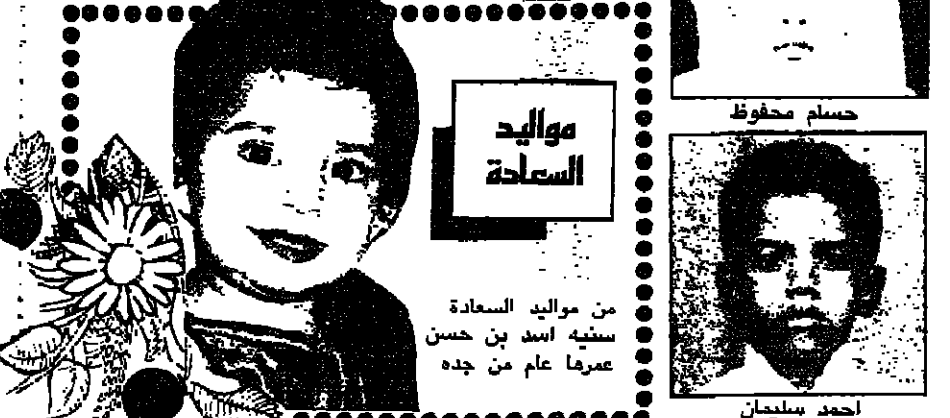 حسام محفوظ
مواليد
السعادة
من مواليد السعادة
سنيه اسد بن حسن
عمرها عام من جده
احمد سليمان